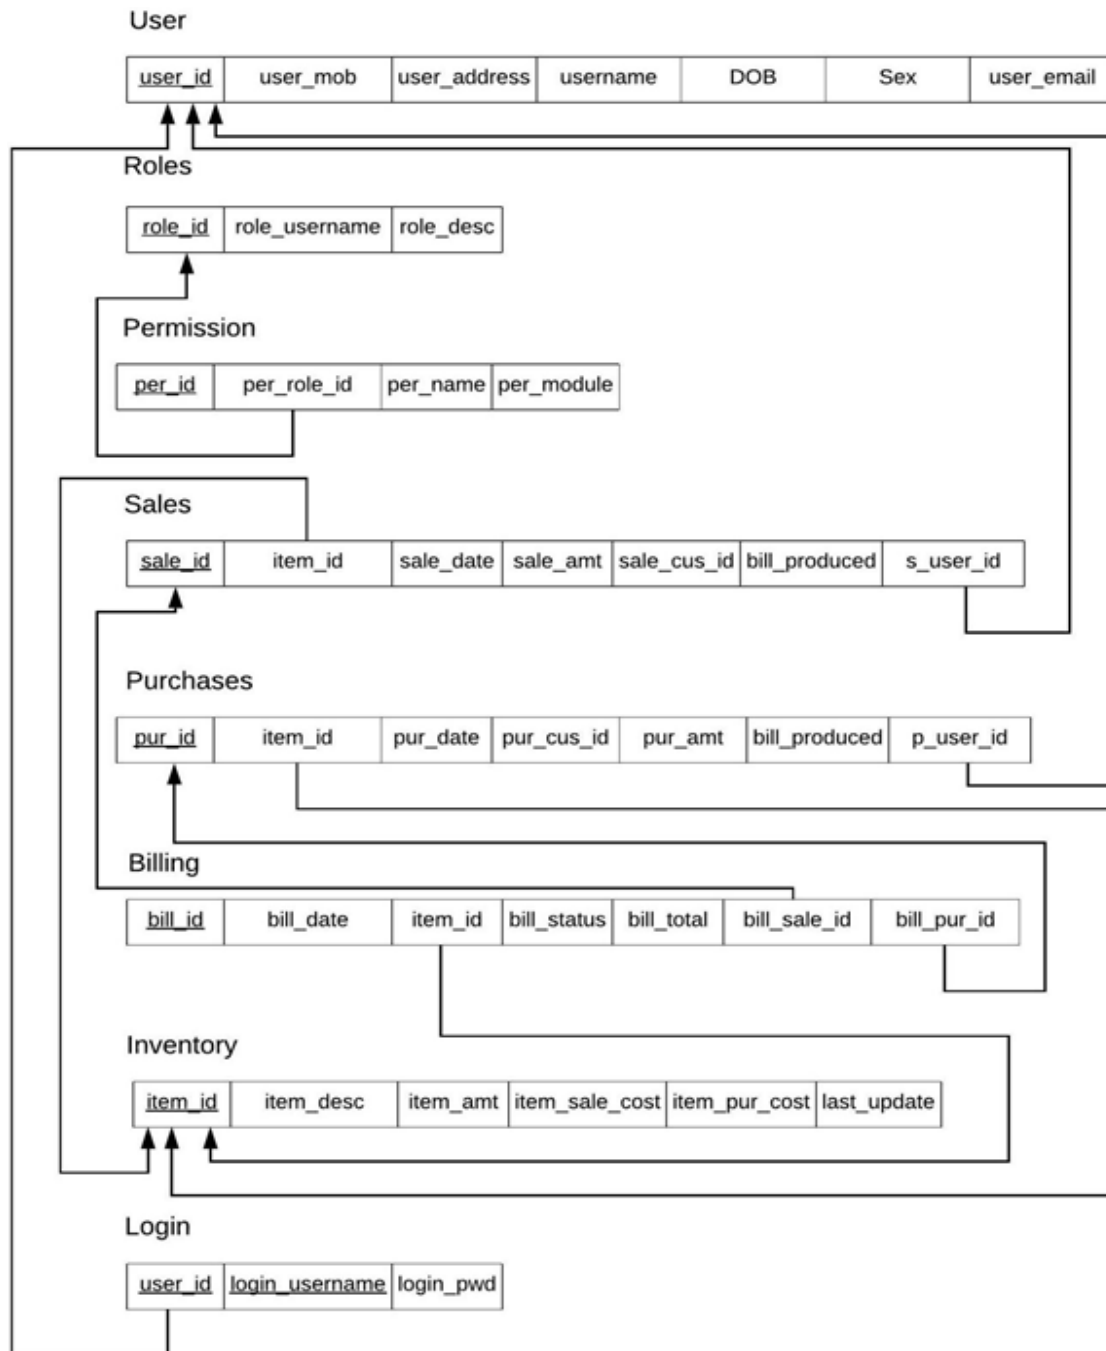 User
user_id user_mob user_address username DOB Sex user_email
Roles
role_id role_username role_desc
Permission
per_id per_role_id per_name per_module
Sales
sale_id item_id sale_date sale_amt sale_cus_id bill_produced s_user_id
Purchases
pur_id item_id pur_date pur_cus_id pur_amt bill_produced p_user_id
Billing
bill_id bill_date item_id bill_status bill_total bill_sale_id bill_pur_id
Inventory
item_id item_desc item_amt item_sale_cost item_pur_cost last_update
Login
user_id login_username login_pwd